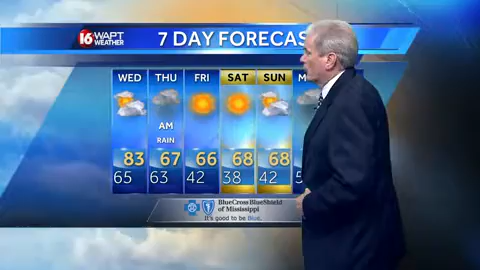 16 WAPT
WEATHER
7 DAY FORECAS
WED THU FRI SAT SUN M
AM
RAIN
83 67 66 68 68
65 63 42 38 42 5
BlueCross BlueShield
of Mississippi
It's good to be Blue.